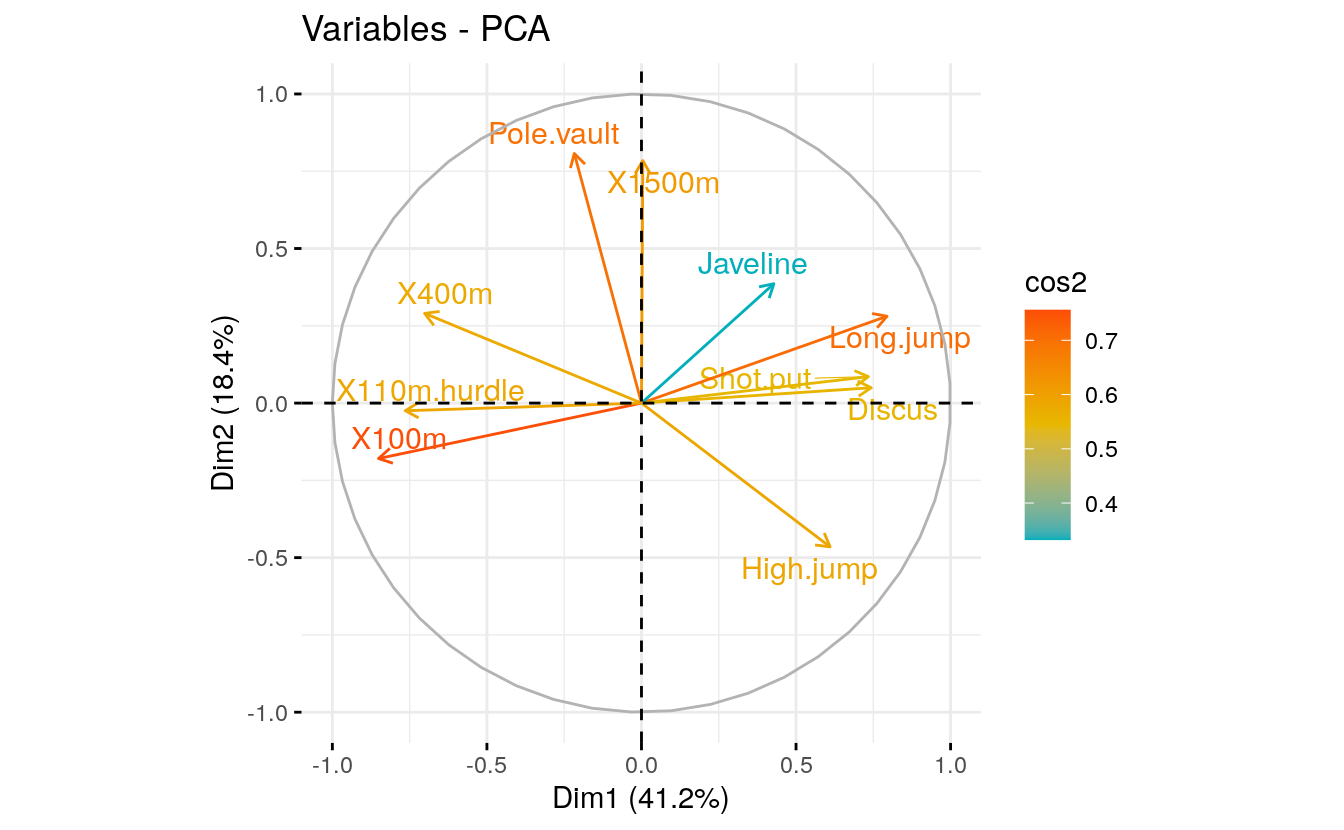 Variables - PCA
1.0
Pole.vault
X1500m
0.5
Javeline
X400m
Long.jump
Shot.put
X110m.hurdle
0.0
Discus
X100m
-0.5
High.jump
-1.0
-1.0 -0.5 0.0 0.5 1.0
Dim1 (41.2%)
Dim2 (18.4%)
cos2
0.7
0.6
0.5
0.4